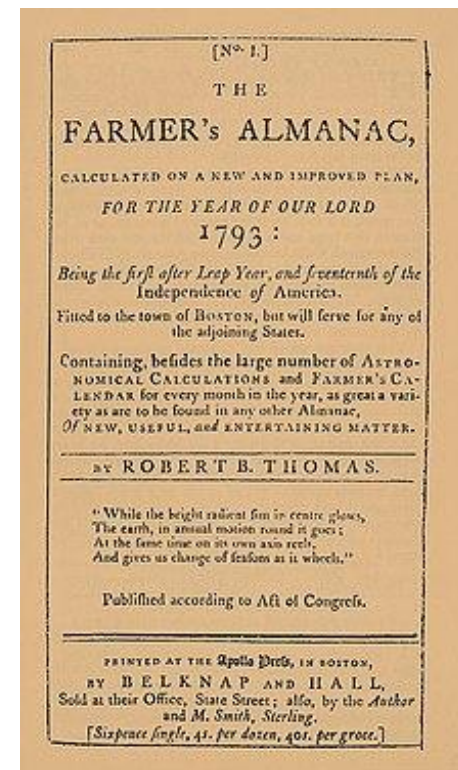 [No. I.]
THE
FARMER's ALMANAC,
CALCULATED ON A NEW AND IMPROVED PLAN,
FOR THE YEAR OF OUR LORD
1793:
Being the firſt after Leap Year, and ſeventeenth of the
Independence of America.
Fitted to the town of BOSTON, but will ſerve for any of
the adjoining States.
Containing, beſides the large number of ASTRO-
NOMICAL CALCULATIONS and FARMER's CA-
LENDAR for every month in the year, as great a vari-
ety as are to be found in any other Almanac,
Of NEW, USEFUL, and ENTERTAINING MATTER.
BY ROBERT B. THOMAS.
"While the bright radient ſun in centre glows,
The earth, in annual motion round it goes;
At the ſame time on its own axis reels,
And gives us change of ſeaſons as it wheels."
Publiſhed according to Act of Congreſs.
PRINTED AT THE Apollo Preſs, IN BOSTON,
BY BELKNAP AND HALL,
Sold at their Office, State Street; alſo, by the Author
and M. Smith, Sterling.
[Sixpence ſingle, 4s. per dozen, 40s. per groce.]